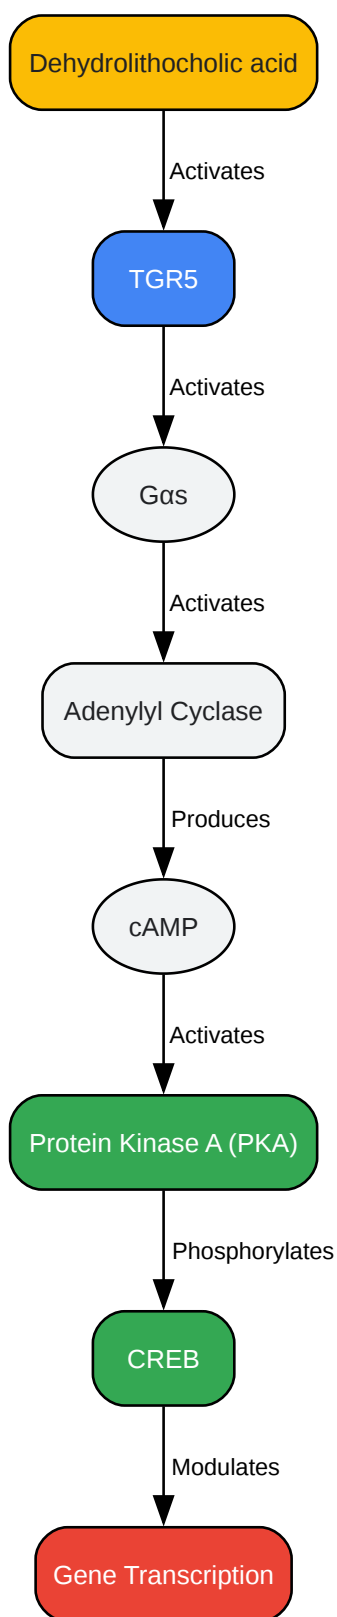 Dehydrolithocholic acid
Activates
TGR5
Activates
Gαs
Activates
Adenylyl Cyclase
Produces
cAMP
Activates
Protein Kinase A (PKA)
Phosphorylates
CREB
Modulates
Gene Transcription